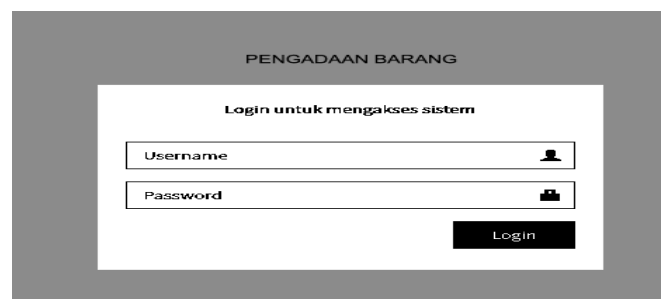 PENGADAAN BARANG
Login untuk mengakses sistem
Username
Password
Login